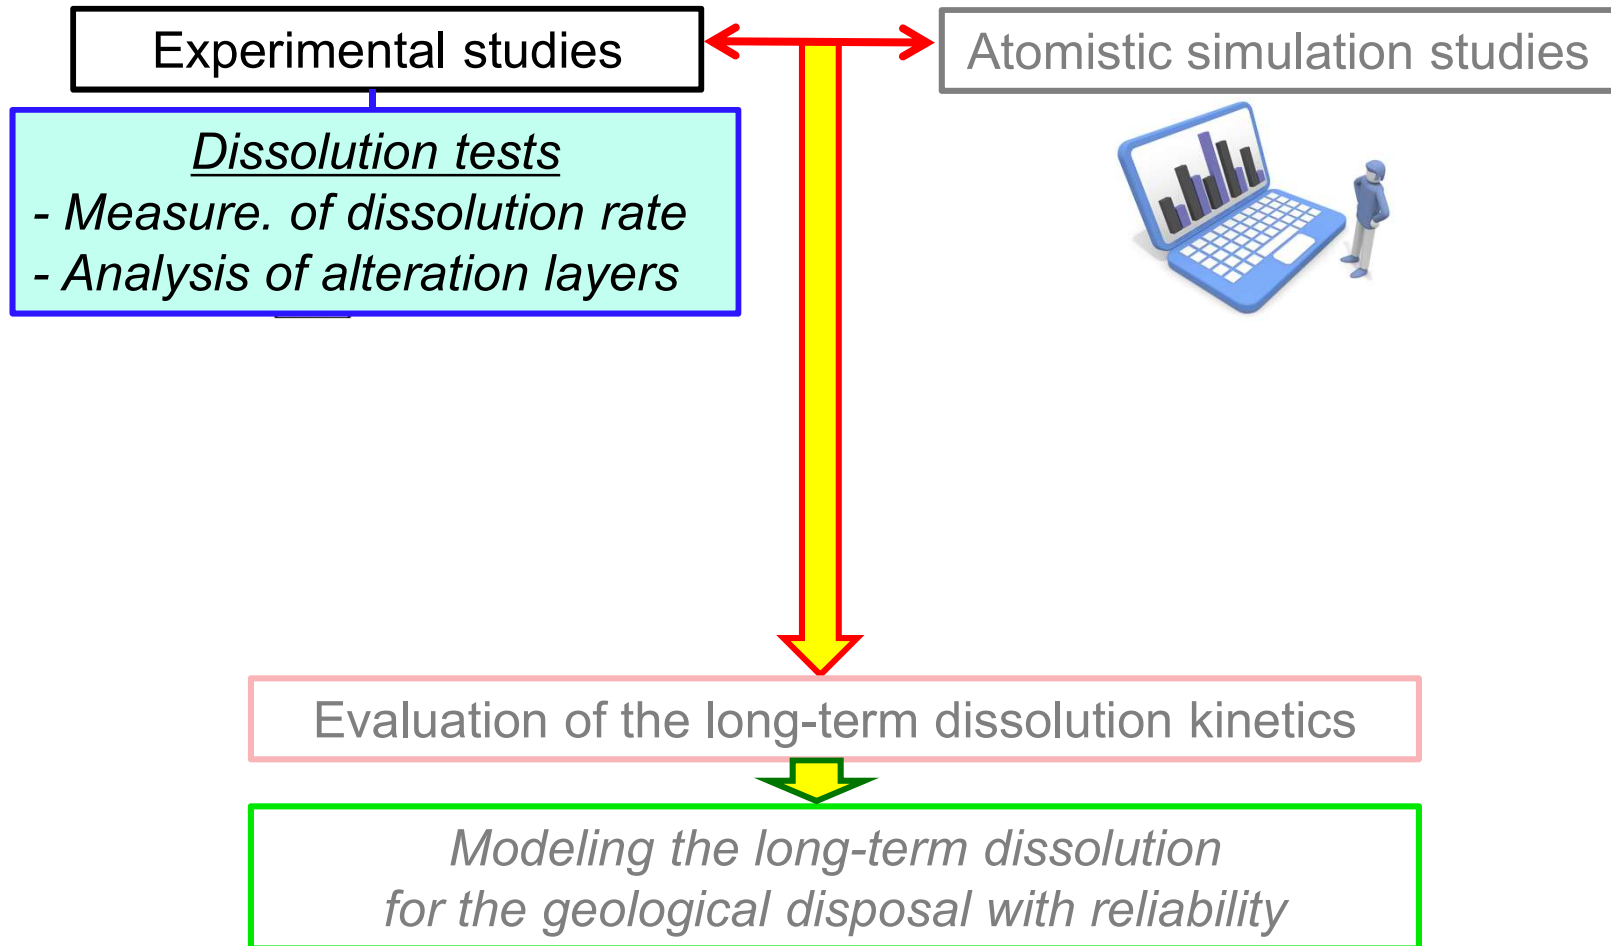 Experimental studies
Atomistic simulation studies
Dissolution tests
- Measure. of dissolution rate
- Analysis of alteration layers
Evaluation of the long-term dissolution kinetics
Modeling the long-term dissolution
for the geological disposal with reliability